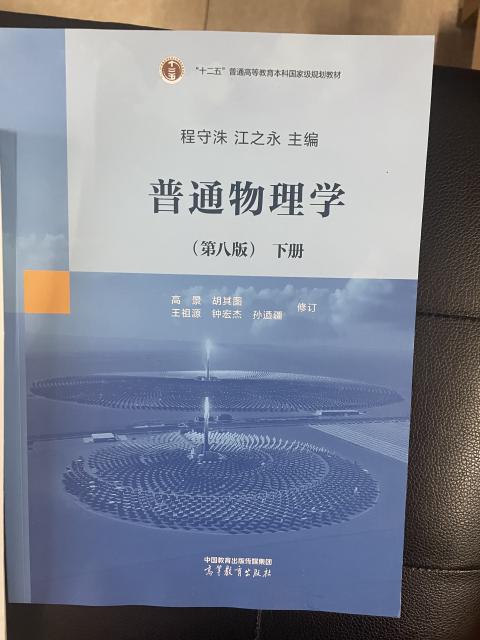 十二五
“十二五”普通高等教育本科国家级规划教材
程守洙 江之永 主编
普通物理学
（第八版） 下册
高 景 胡其图
王祖源 钟宏杰 孙迺疆 修订
中国教育出版传媒集团
高等教育出版社